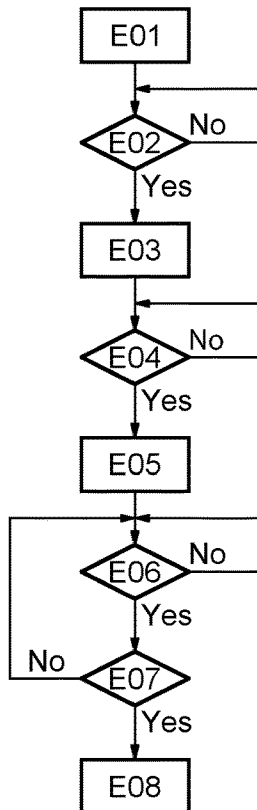 E01
E02 No
Yes
E03
E04 No
Yes
E05
E06 No
Yes
No E07
Yes
E08